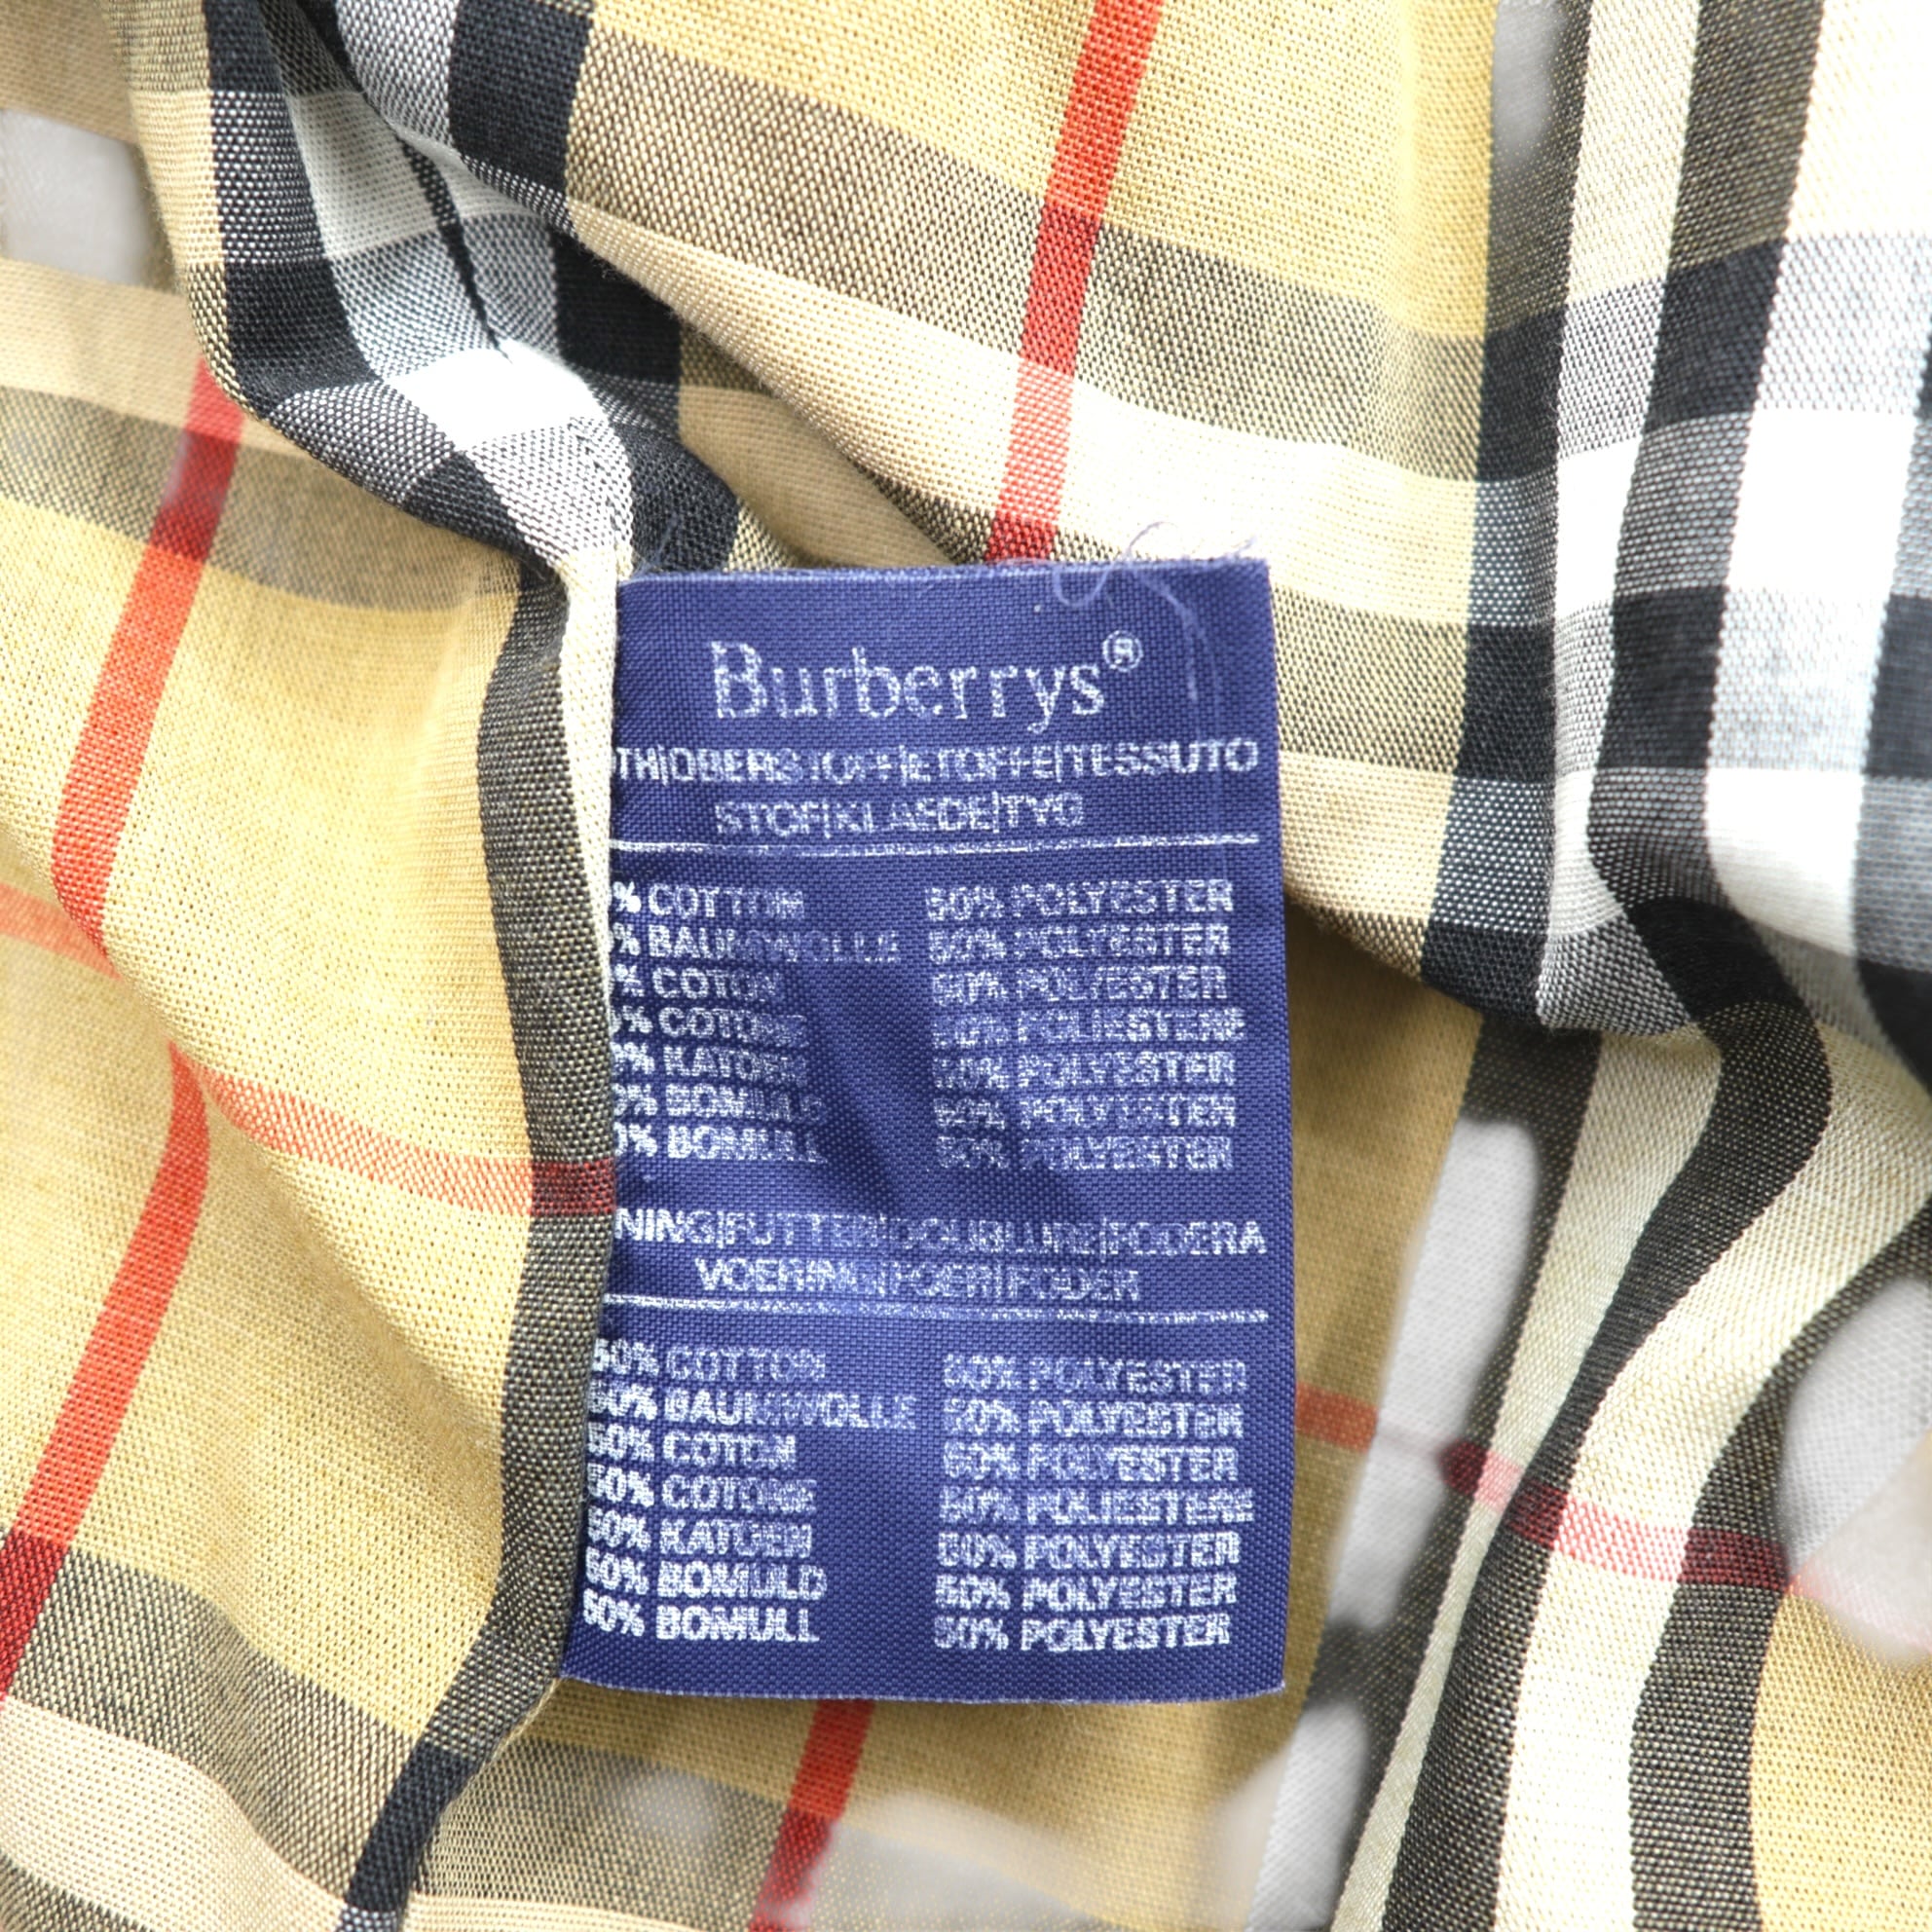 Burberrys®
TH|OBERSTOFF|ETOFFE|TESSUTO
STOF|KLAEDE|TYG
% COTTON 50% POLYESTER
% BAUMWOLLE 50% POLYESTER
% COTON 50% POLYESTER
% COTONE 50% POLIESTERE
% KATOEN 50% POLYESTER
0% BOMULD 50% POLYESTER
0% BOMULL 50% POLYESTER
NING|FUTTER|DOUBLURE|FODERA
VOERING|FOER|FODER
50% COTTON 50% POLYESTER
50% BAUMWOLLE 50% POLYESTER
50% COTON 50% POLYESTER
50% COTONE 50% POLIESTERE
50% KATOEN 50% POLYESTER
50% BOMULD 50% POLYESTER
50% BOMULL 50% POLYESTER